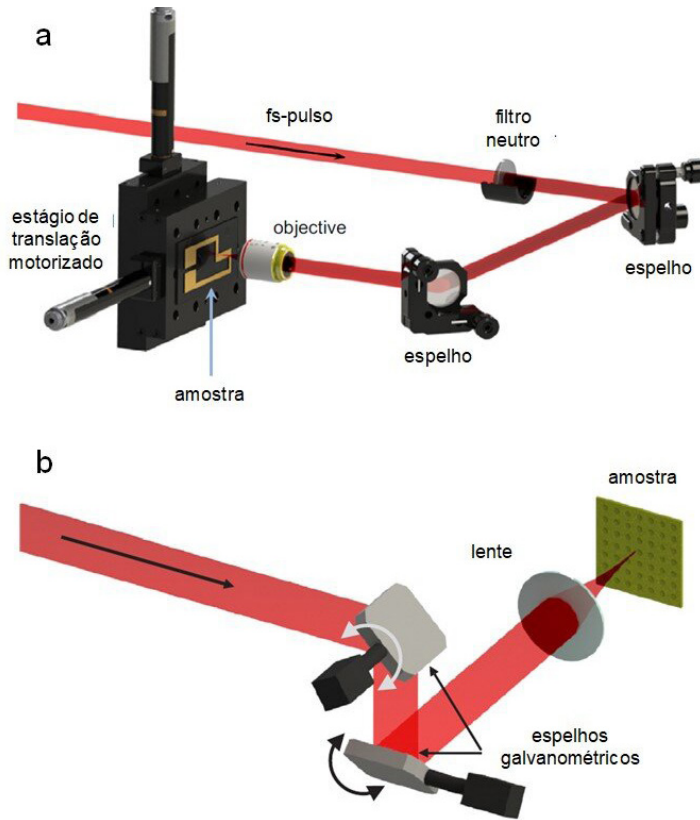 a
fs-pulso
filtro
neutro
estágio de
translação
motorizado
objective
espelho
espelho
amostra
b
amostra
lente
espelhos
galvanométricos